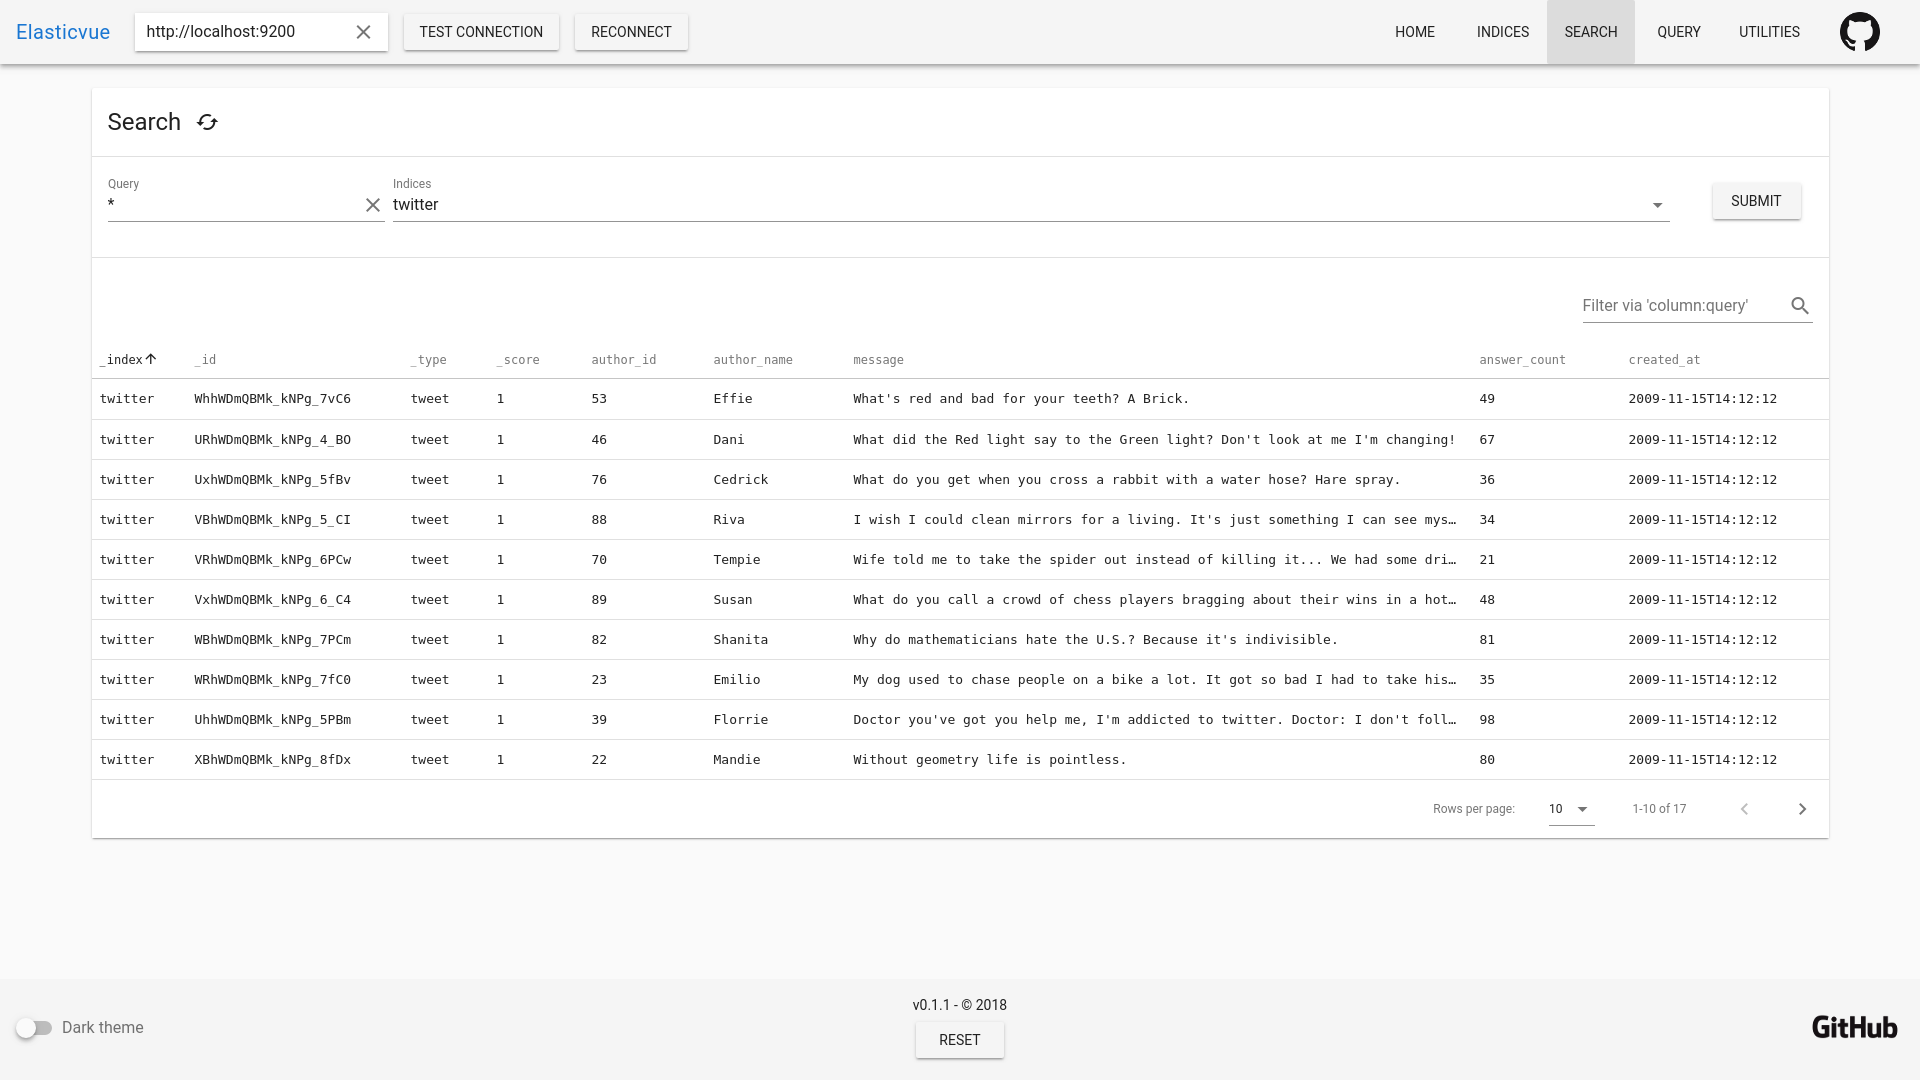 Elasticvue http://localhost:9200 TEST CONNECTION RECONNECT HOME INDICES SEARCH QUERY UTILITIES
Search
Query Indices
* twitter SUBMIT
Filter via 'column:query'
_index _id _type _score author_id author_name message answer_count created_at
twitter WhhWDmQBMk_kNPg_7vC6 tweet 1 53 Effie What's red and bad for your teeth? A Brick. 49 2009-11-15T14:12:12
twitter URhWDmQBMk_kNPg_4_BO tweet 1 46 Dani What did the Red light say to the Green light? Don't look at me I'm changing! 67 2009-11-15T14:12:12
twitter UxhWDmQBMk_kNPg_5fBv tweet 1 76 Cedrick What do you get when you cross a rabbit with a water hose? Hare spray. 36 2009-11-15T14:12:12
twitter VBhWDmQBMk_kNPg_5_CI tweet 1 88 Riva I wish I could clean mirrors for a living. It's just something I can see mys… 34 2009-11-15T14:12:12
twitter VRhWDmQBMk_kNPg_6PCw tweet 1 70 Tempie Wife told me to take the spider out instead of killing it... We had some dri… 21 2009-11-15T14:12:12
twitter VxhWDmQBMk_kNPg_6_C4 tweet 1 89 Susan What do you call a crowd of chess players bragging about their wins in a hot… 48 2009-11-15T14:12:12
twitter WBhWDmQBMk_kNPg_7PCm tweet 1 82 Shanita Why do mathematicians hate the U.S.? Because it's indivisible. 81 2009-11-15T14:12:12
twitter WRhWDmQBMk_kNPg_7fC0 tweet 1 23 Emilio My dog used to chase people on a bike a lot. It got so bad I had to take his… 35 2009-11-15T14:12:12
twitter UhhWDmQBMk_kNPg_5PBm tweet 1 39 Florrie Doctor you've got you help me, I'm addicted to twitter. Doctor: I don't foll… 98 2009-11-15T14:12:12
twitter XBhWDmQBMk_kNPg_8fDx tweet 1 22 Mandie Without geometry life is pointless. 80 2009-11-15T14:12:12
Rows per page: 10 1-10 of 17
v0.1.1 - © 2018
Dark theme RESET GitHub